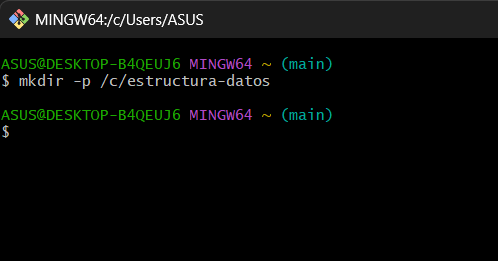 MINGW64:/c/Users/ASUS
ASUS@DESKTOP-B4QEUJ6 MINGW64 ~ (main)
$ mkdir -p /c/estructura-datos
ASUS@DESKTOP-B4QEUJ6 MINGW64 ~ (main)
$